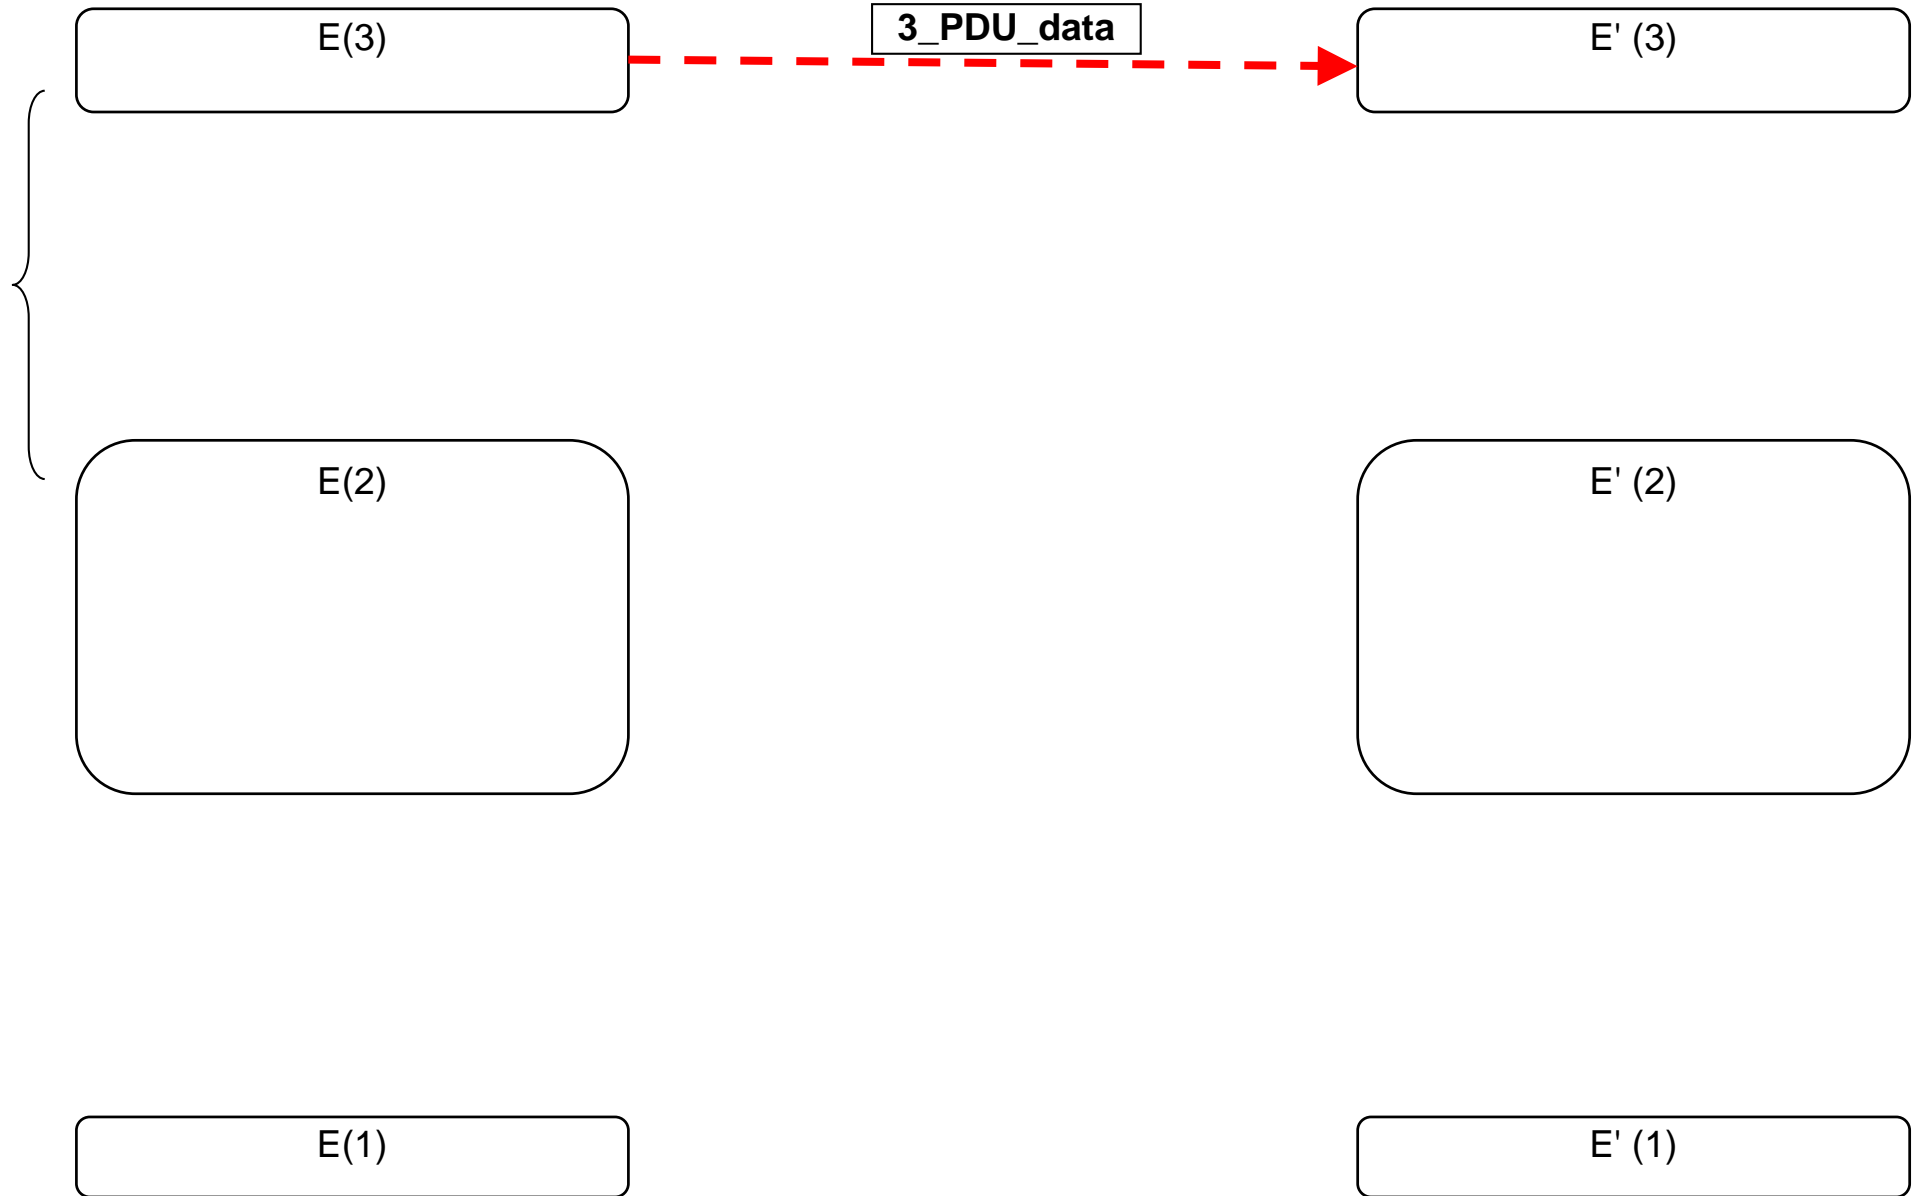 E(3)
3_PDU_data
E' (3)
E(2)
E' (2)
E(1)
E' (1)